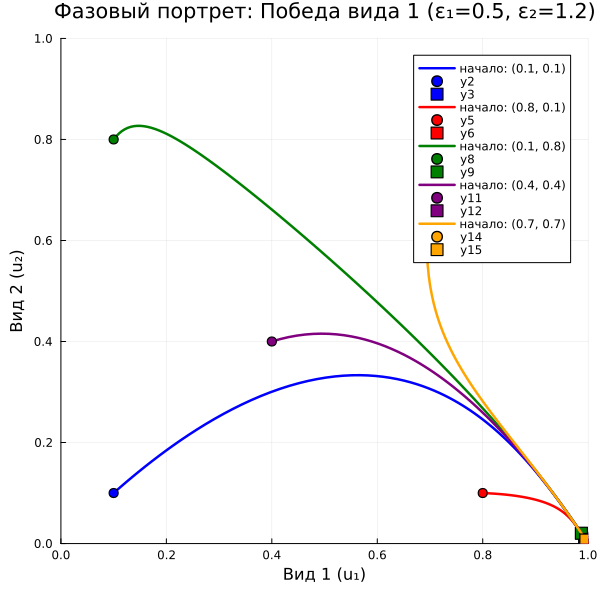 Фазовый портрет: Победа вида 1 (ε₁=0.5, ε₂=1.2)
1.0
0.8
0.6
0.4
0.2
0.0
Вид 2 (u₂)
начало: (0.1, 0.1)
y2
y3
начало: (0.8, 0.1)
y5
y6
начало: (0.1, 0.8)
y8
y9
начало: (0.4, 0.4)
y11
y12
начало: (0.7, 0.7)
y14
y15
0.0 0.2 0.4 0.6 0.8 1.0
Вид 1 (u₁)